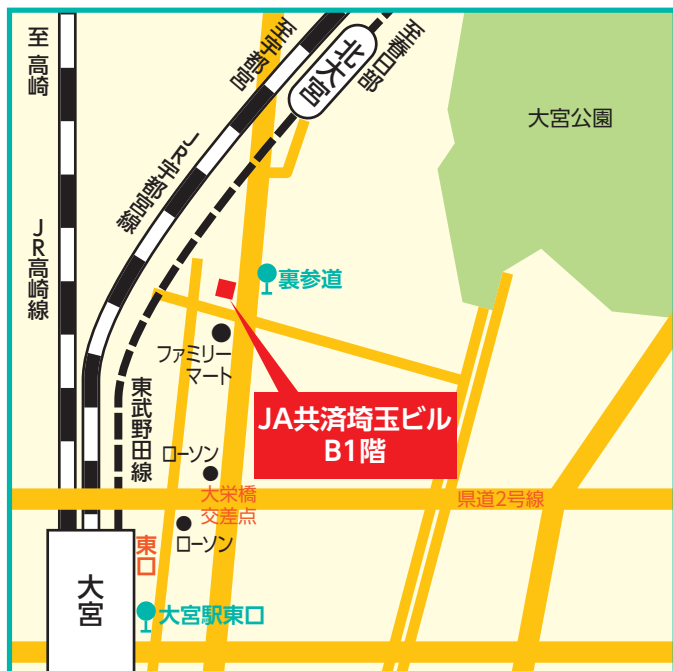 至 高崎
至宇都宮
至春日部
北大宮
大宮公園
JR宇都宮線
JR高崎線
裏参道
ファミリー
マート
東武野田線
JA共済埼玉ビル
B1階
ローソン
大栄橋
交差点
県道2号線
ローソン
東口
大宮
大宮駅東口